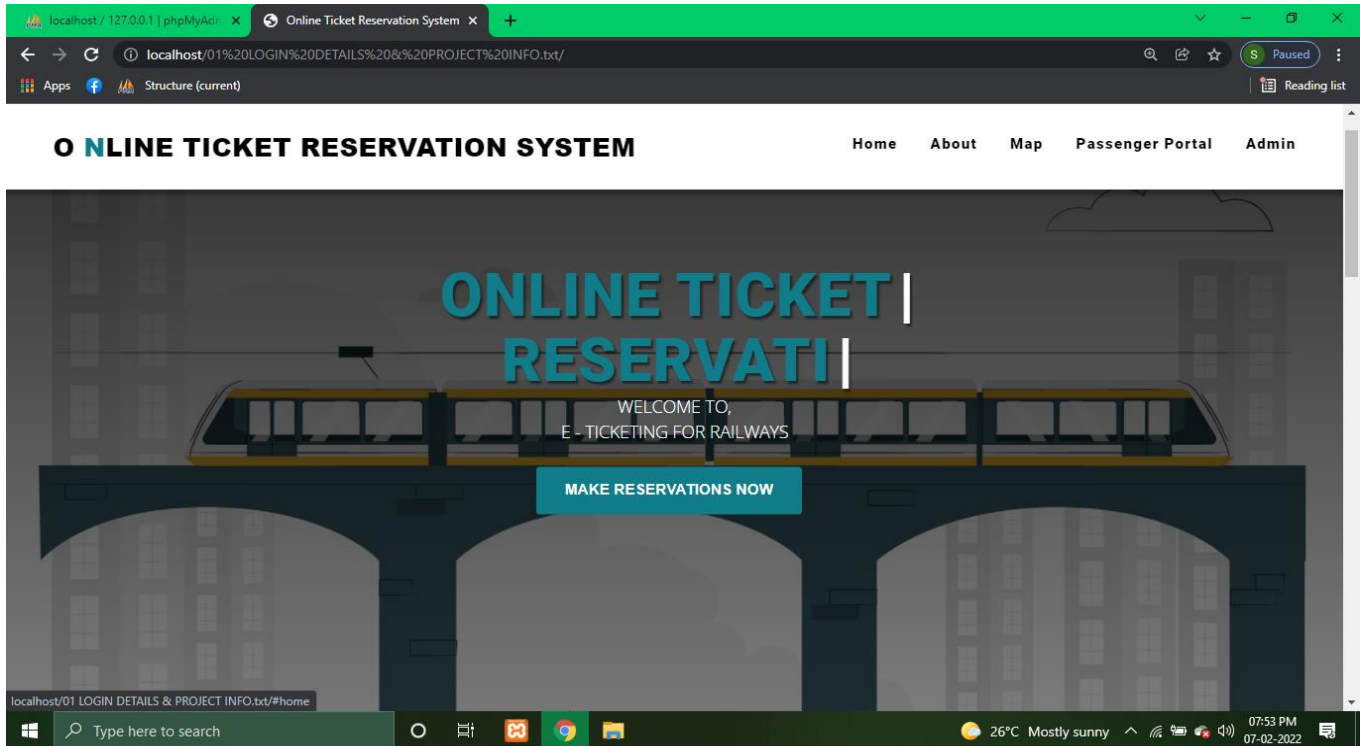 localhost / 127.0.0.1 | phpMyAdn
Online Ticket Reservation System
localhost/01%20LOGIN%20DETAILS%20&%20PROJECT%20INFO.txt/
S Paused
Apps
Structure (current)
Reading list
O NLINE TICKET RESERVATION SYSTEM
Home About Map Passenger Portal Admin
ONLINE TICKET|
RESERVATI|
WELCOME TO,
E - TICKETING FOR RAILWAYS
MAKE RESERVATIONS NOW
localhost/01 LOGIN DETAILS & PROJECT INFO.txt/#home
Type here to search
26°C Mostly sunny
07:53 PM
07-02-2022